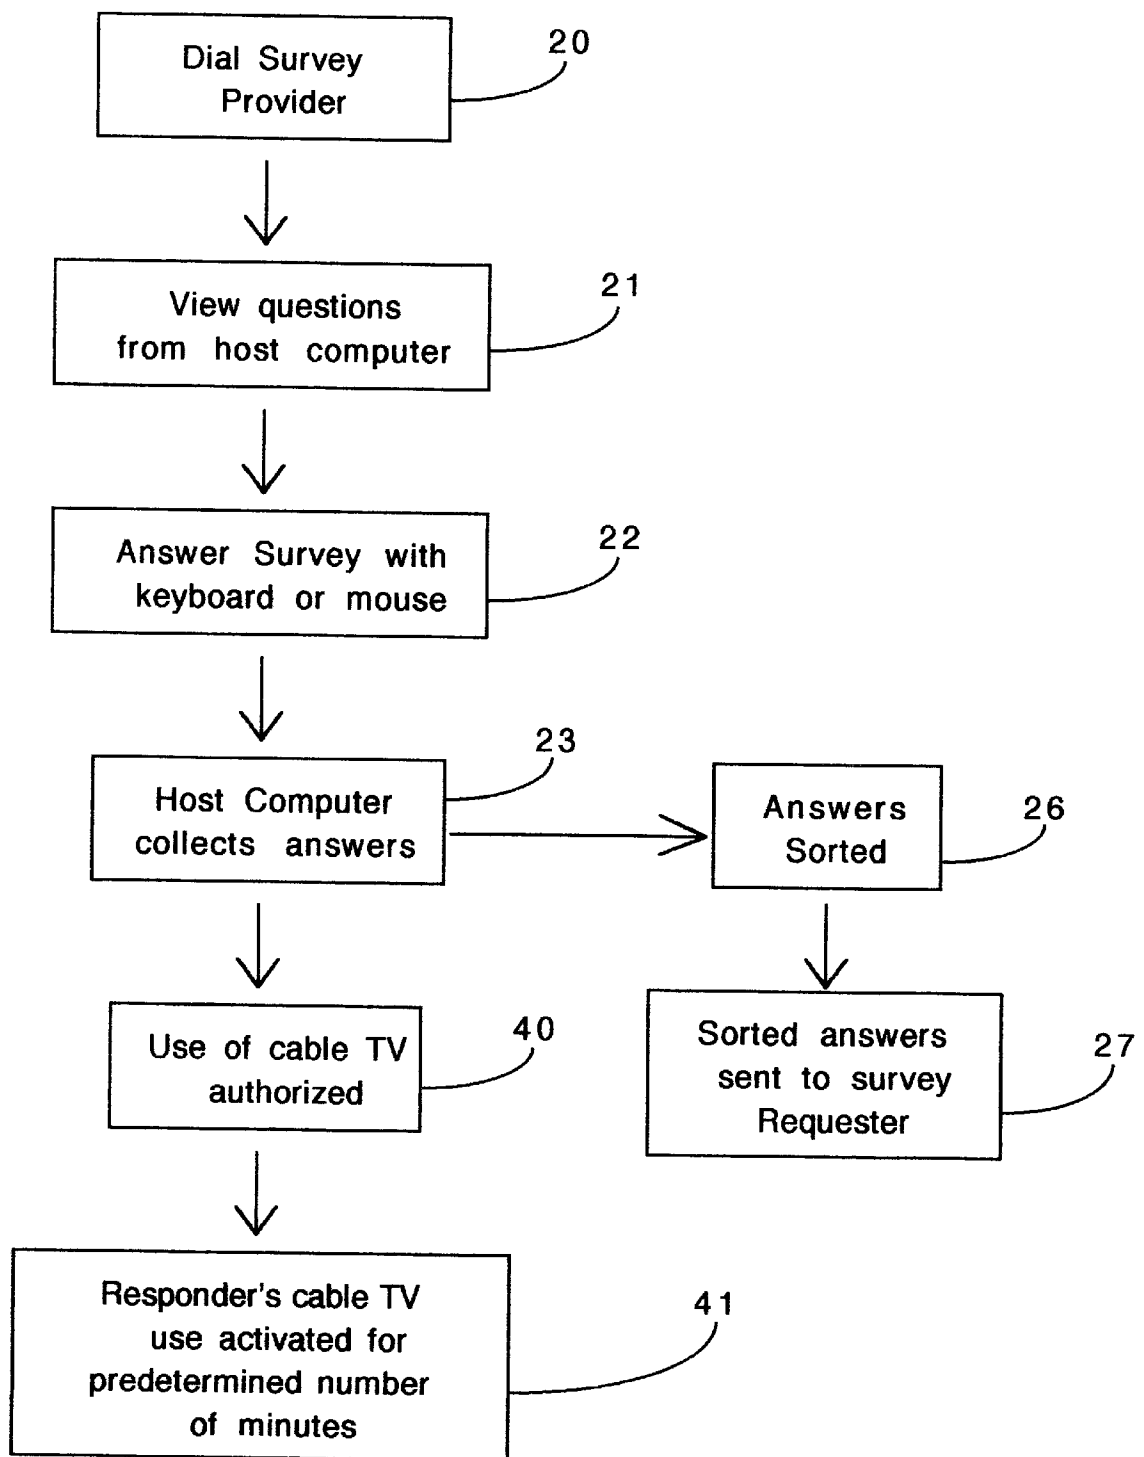 Dial Survey
Provider
20
View questions
from host computer
21
Answer Survey with
keyboard or mouse
22
Host Computer
collects answers
23
Answers
Sorted
26
Use of cable TV
authorized
40
Sorted answers
sent to survey
Requester
27
Responder's cable TV
use activated for
predetermined number
of minutes
41